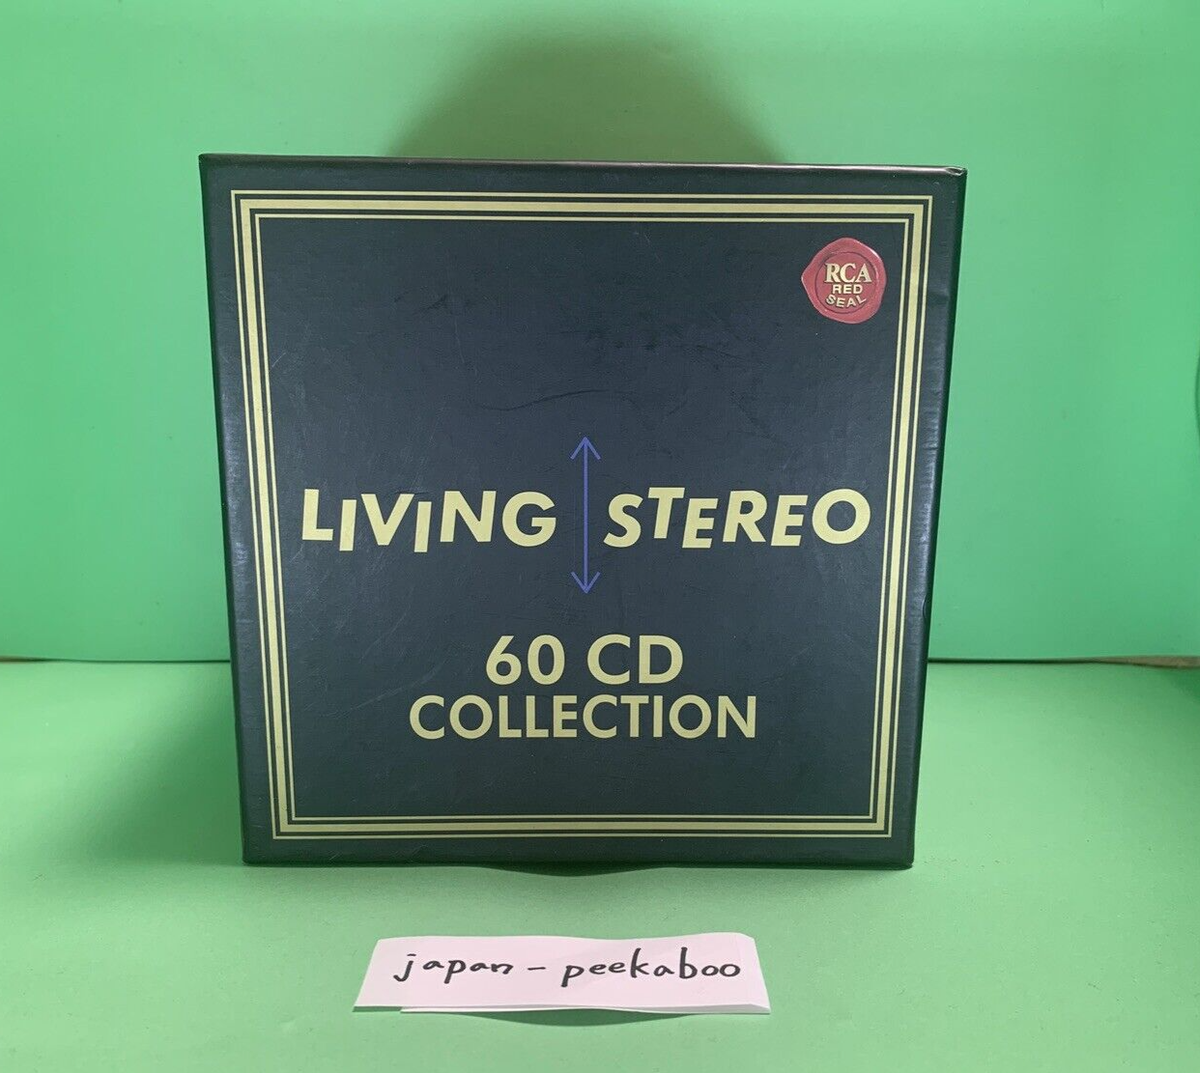 RCA
RED
SEAL
LIVING STEREO
60 CD
COLLECTION
japan - peekaboo